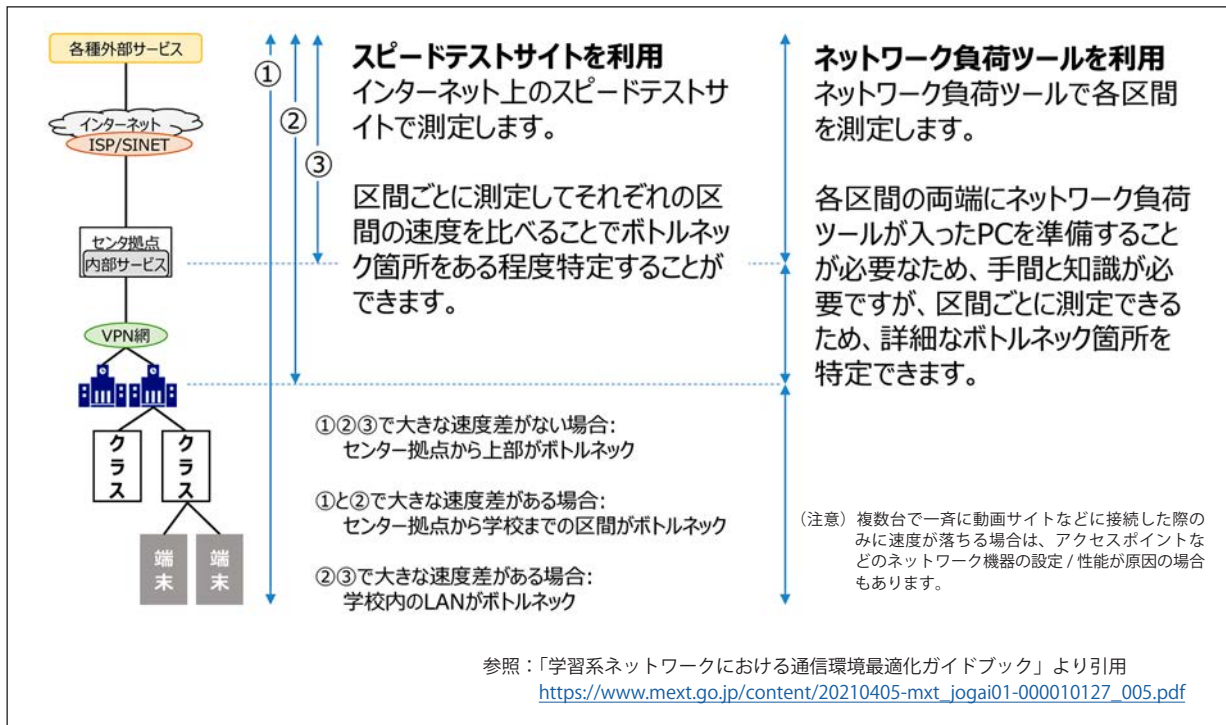 各種外部サービス
インターネット
ISP/SINET
センタ拠点
内部サービス
VPN網
クラス
クラス
端末
端末
①
②
③
スピードテストサイトを利用
インターネット上のスピードテストサ
イトで測定します。
区間ごとに測定してそれぞれの区
間の速度を比べることでボトルネッ
ク箇所をある程度特定することが
できます。
①②③で大きな速度差がない場合:
センター拠点から上部がボトルネック
①と②で大きな速度差がある場合:
センター拠点から学校までの区間がボトルネック
②③で大きな速度差がある場合:
学校内のLANがボトルネック
ネットワーク負荷ツールを利用
ネットワーク負荷ツールで各区間
を測定します。
各区間の両端にネットワーク負荷
ツールが入ったPCを準備すること
が必要なため、手間と知識が必
要ですが、区間ごとに測定できる
ため、詳細なボトルネック箇所を
特定できます。
（注意）複数台で一斉に動画サイトなどに接続した際の
みに速度が落ちる場合は、アクセスポイントな
どのネットワーク機器の設定 / 性能が原因の場合
もあります。
参照：「学習系ネットワークにおける通信環境最適化ガイドブック」より引用
https://www.mext.go.jp/content/20210405-mxt_jogai01-000010127_005.pdf